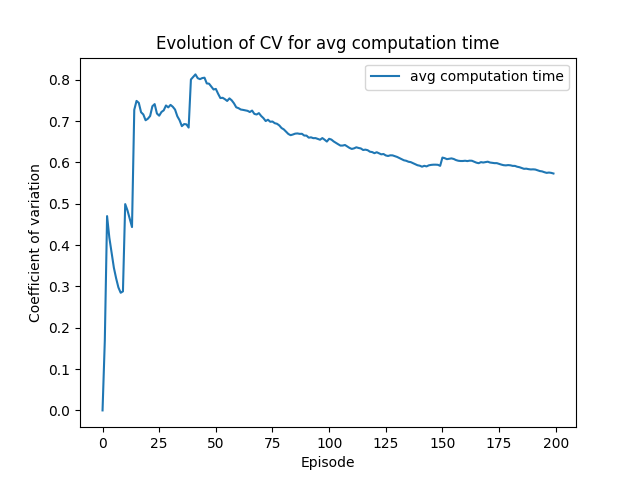 Evolution of CV for avg computation time
avg computation time
Coefficient of variation
0.8
0.7
0.6
0.5
0.4
0.3
0.2
0.1
0.0
0 25 50 75 100 125 150 175 200
Episode